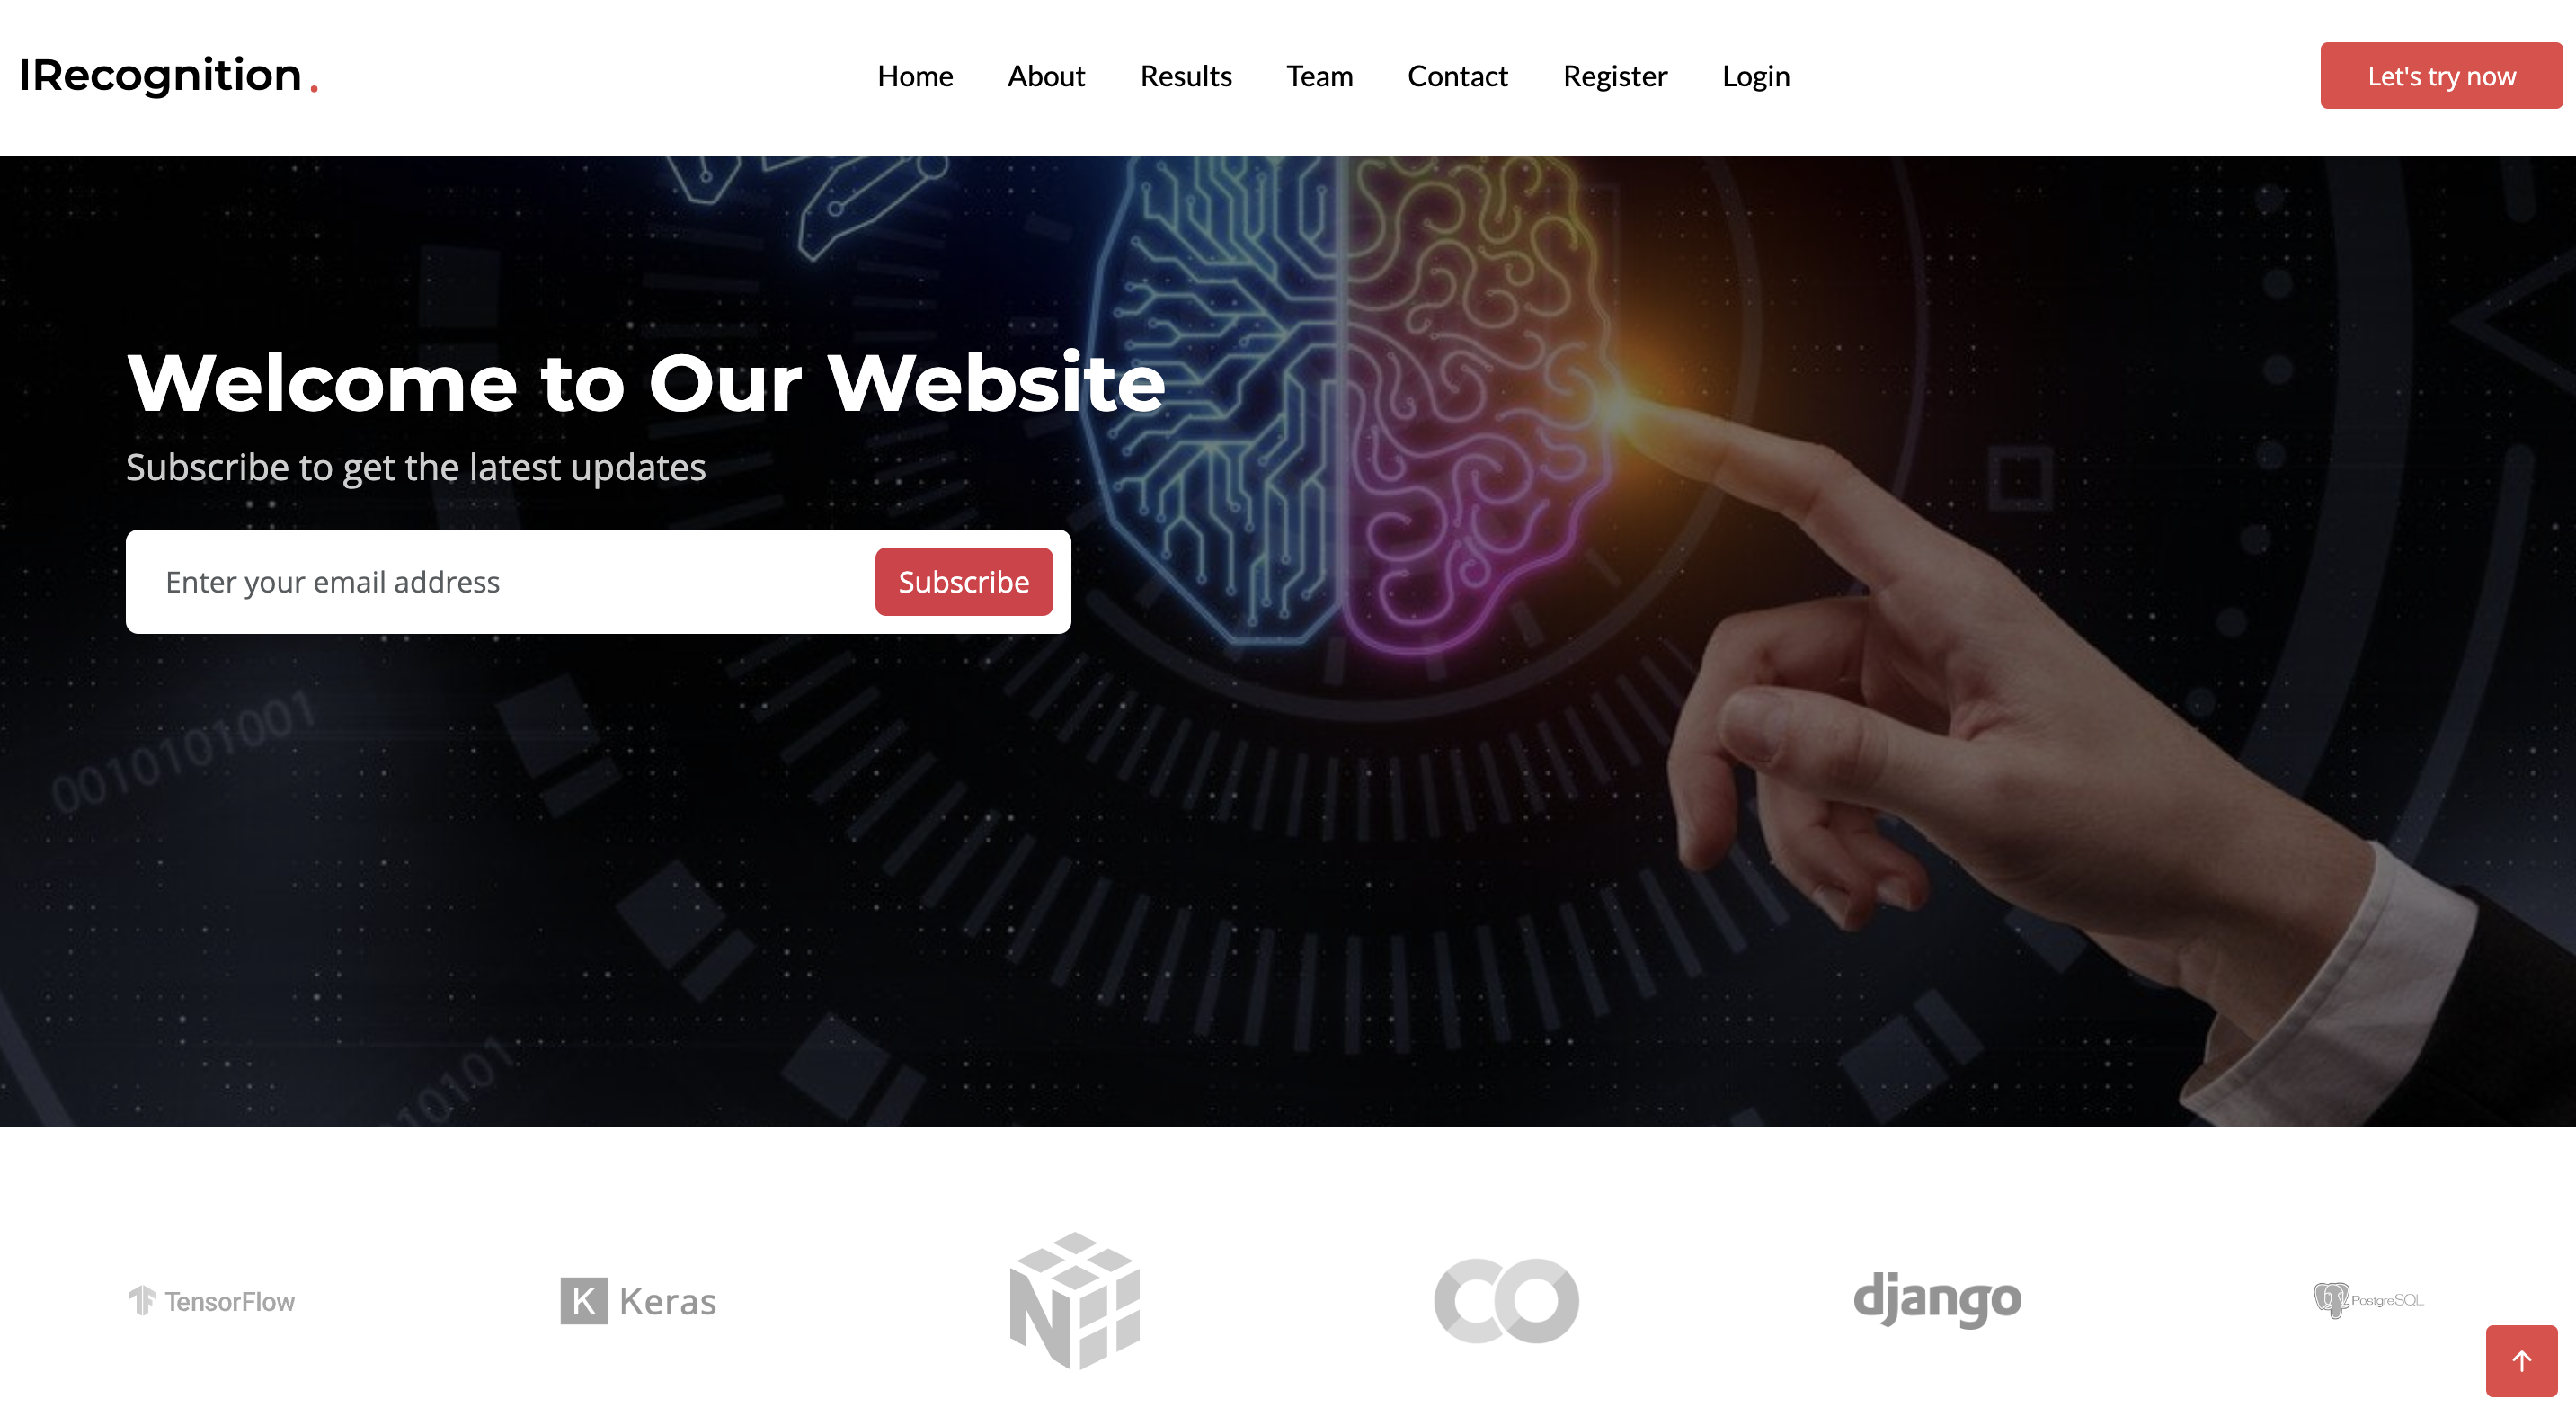 IRecognition.
Home About Results Team Contact Register Login
Let's try now
Welcome to Our Website
Subscribe to get the latest updates
Enter your email address
Subscribe
001010100101
10101
TensorFlow
K Keras
N
CO
django
PostgreSQL